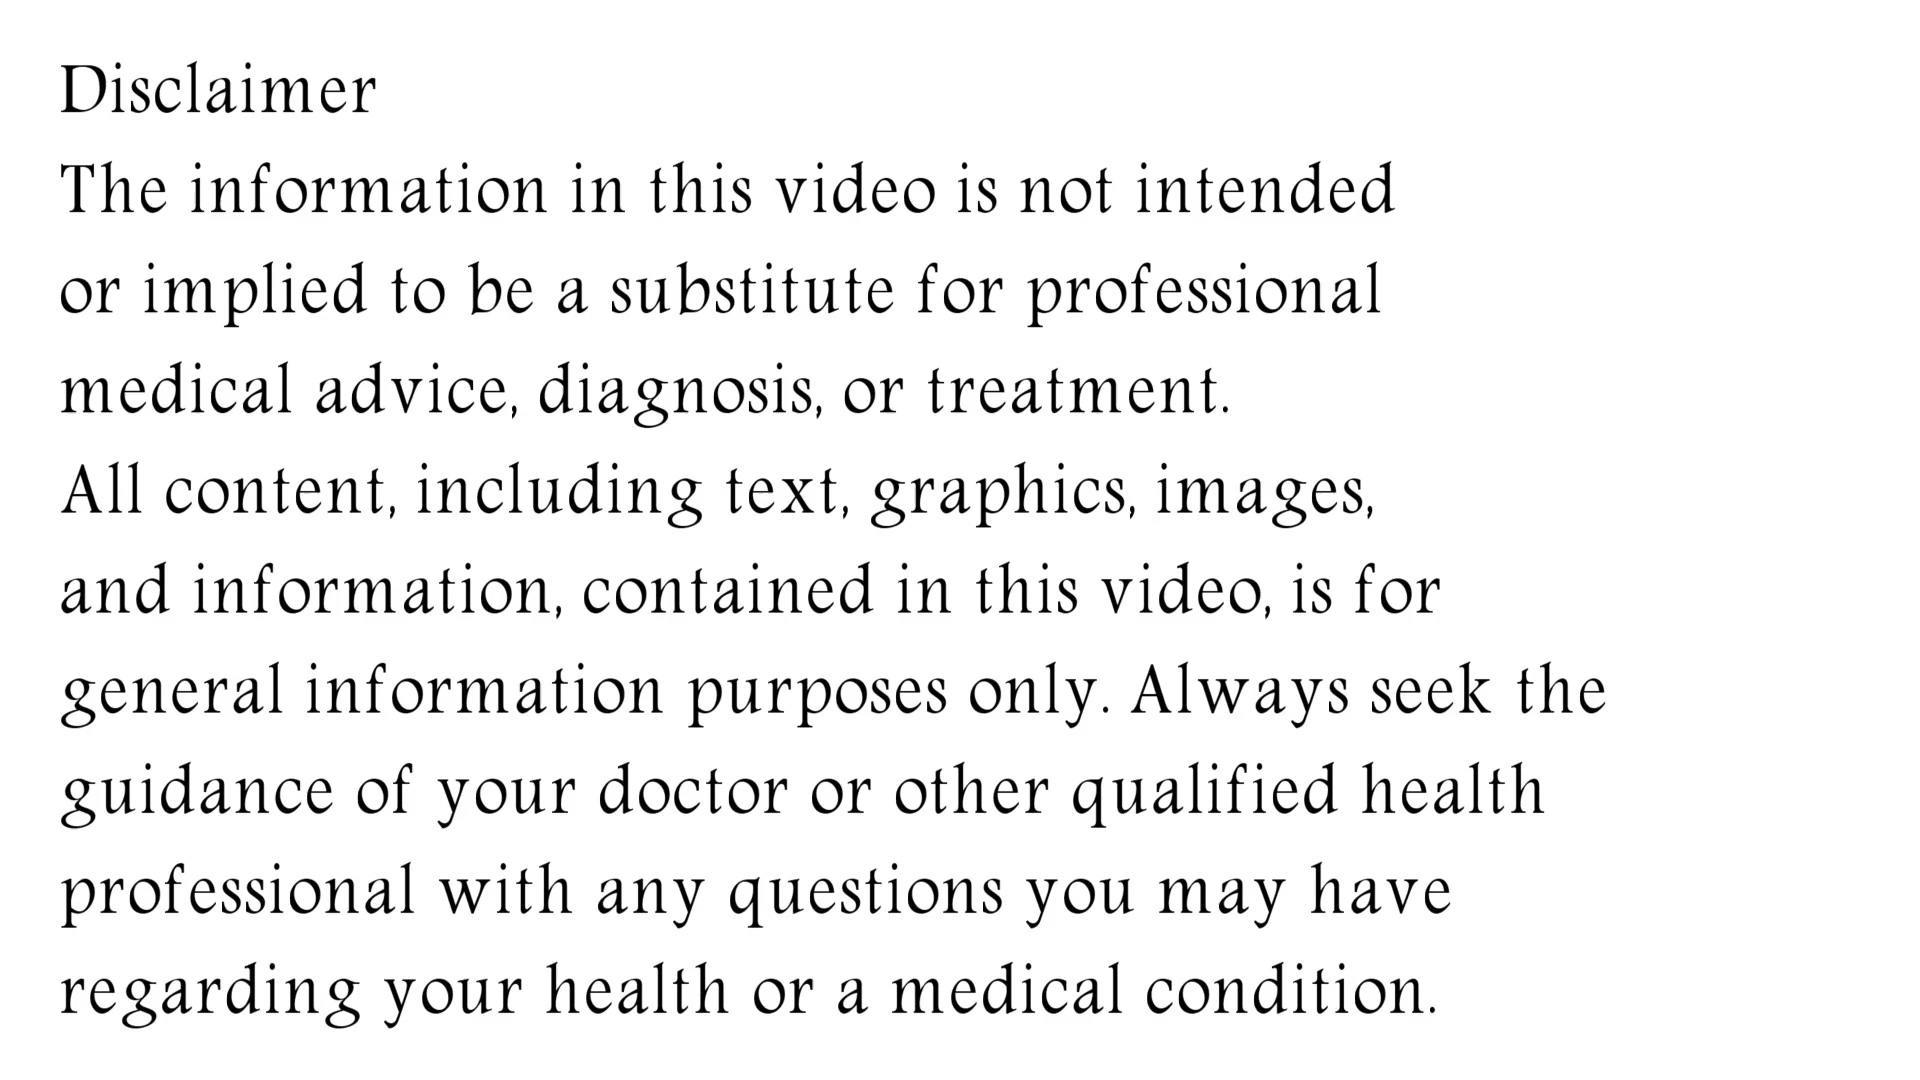 Disclaimer
The information in this video is not intended
or implied to be a substitute for professional
medical advice, diagnosis, or treatment.
All content, including text, graphics, images,
and information, contained in this video, is for
general information purposes only. Always seek the
guidance of your doctor or other qualified health
professional with any questions you may have
regarding your health or a medical condition.